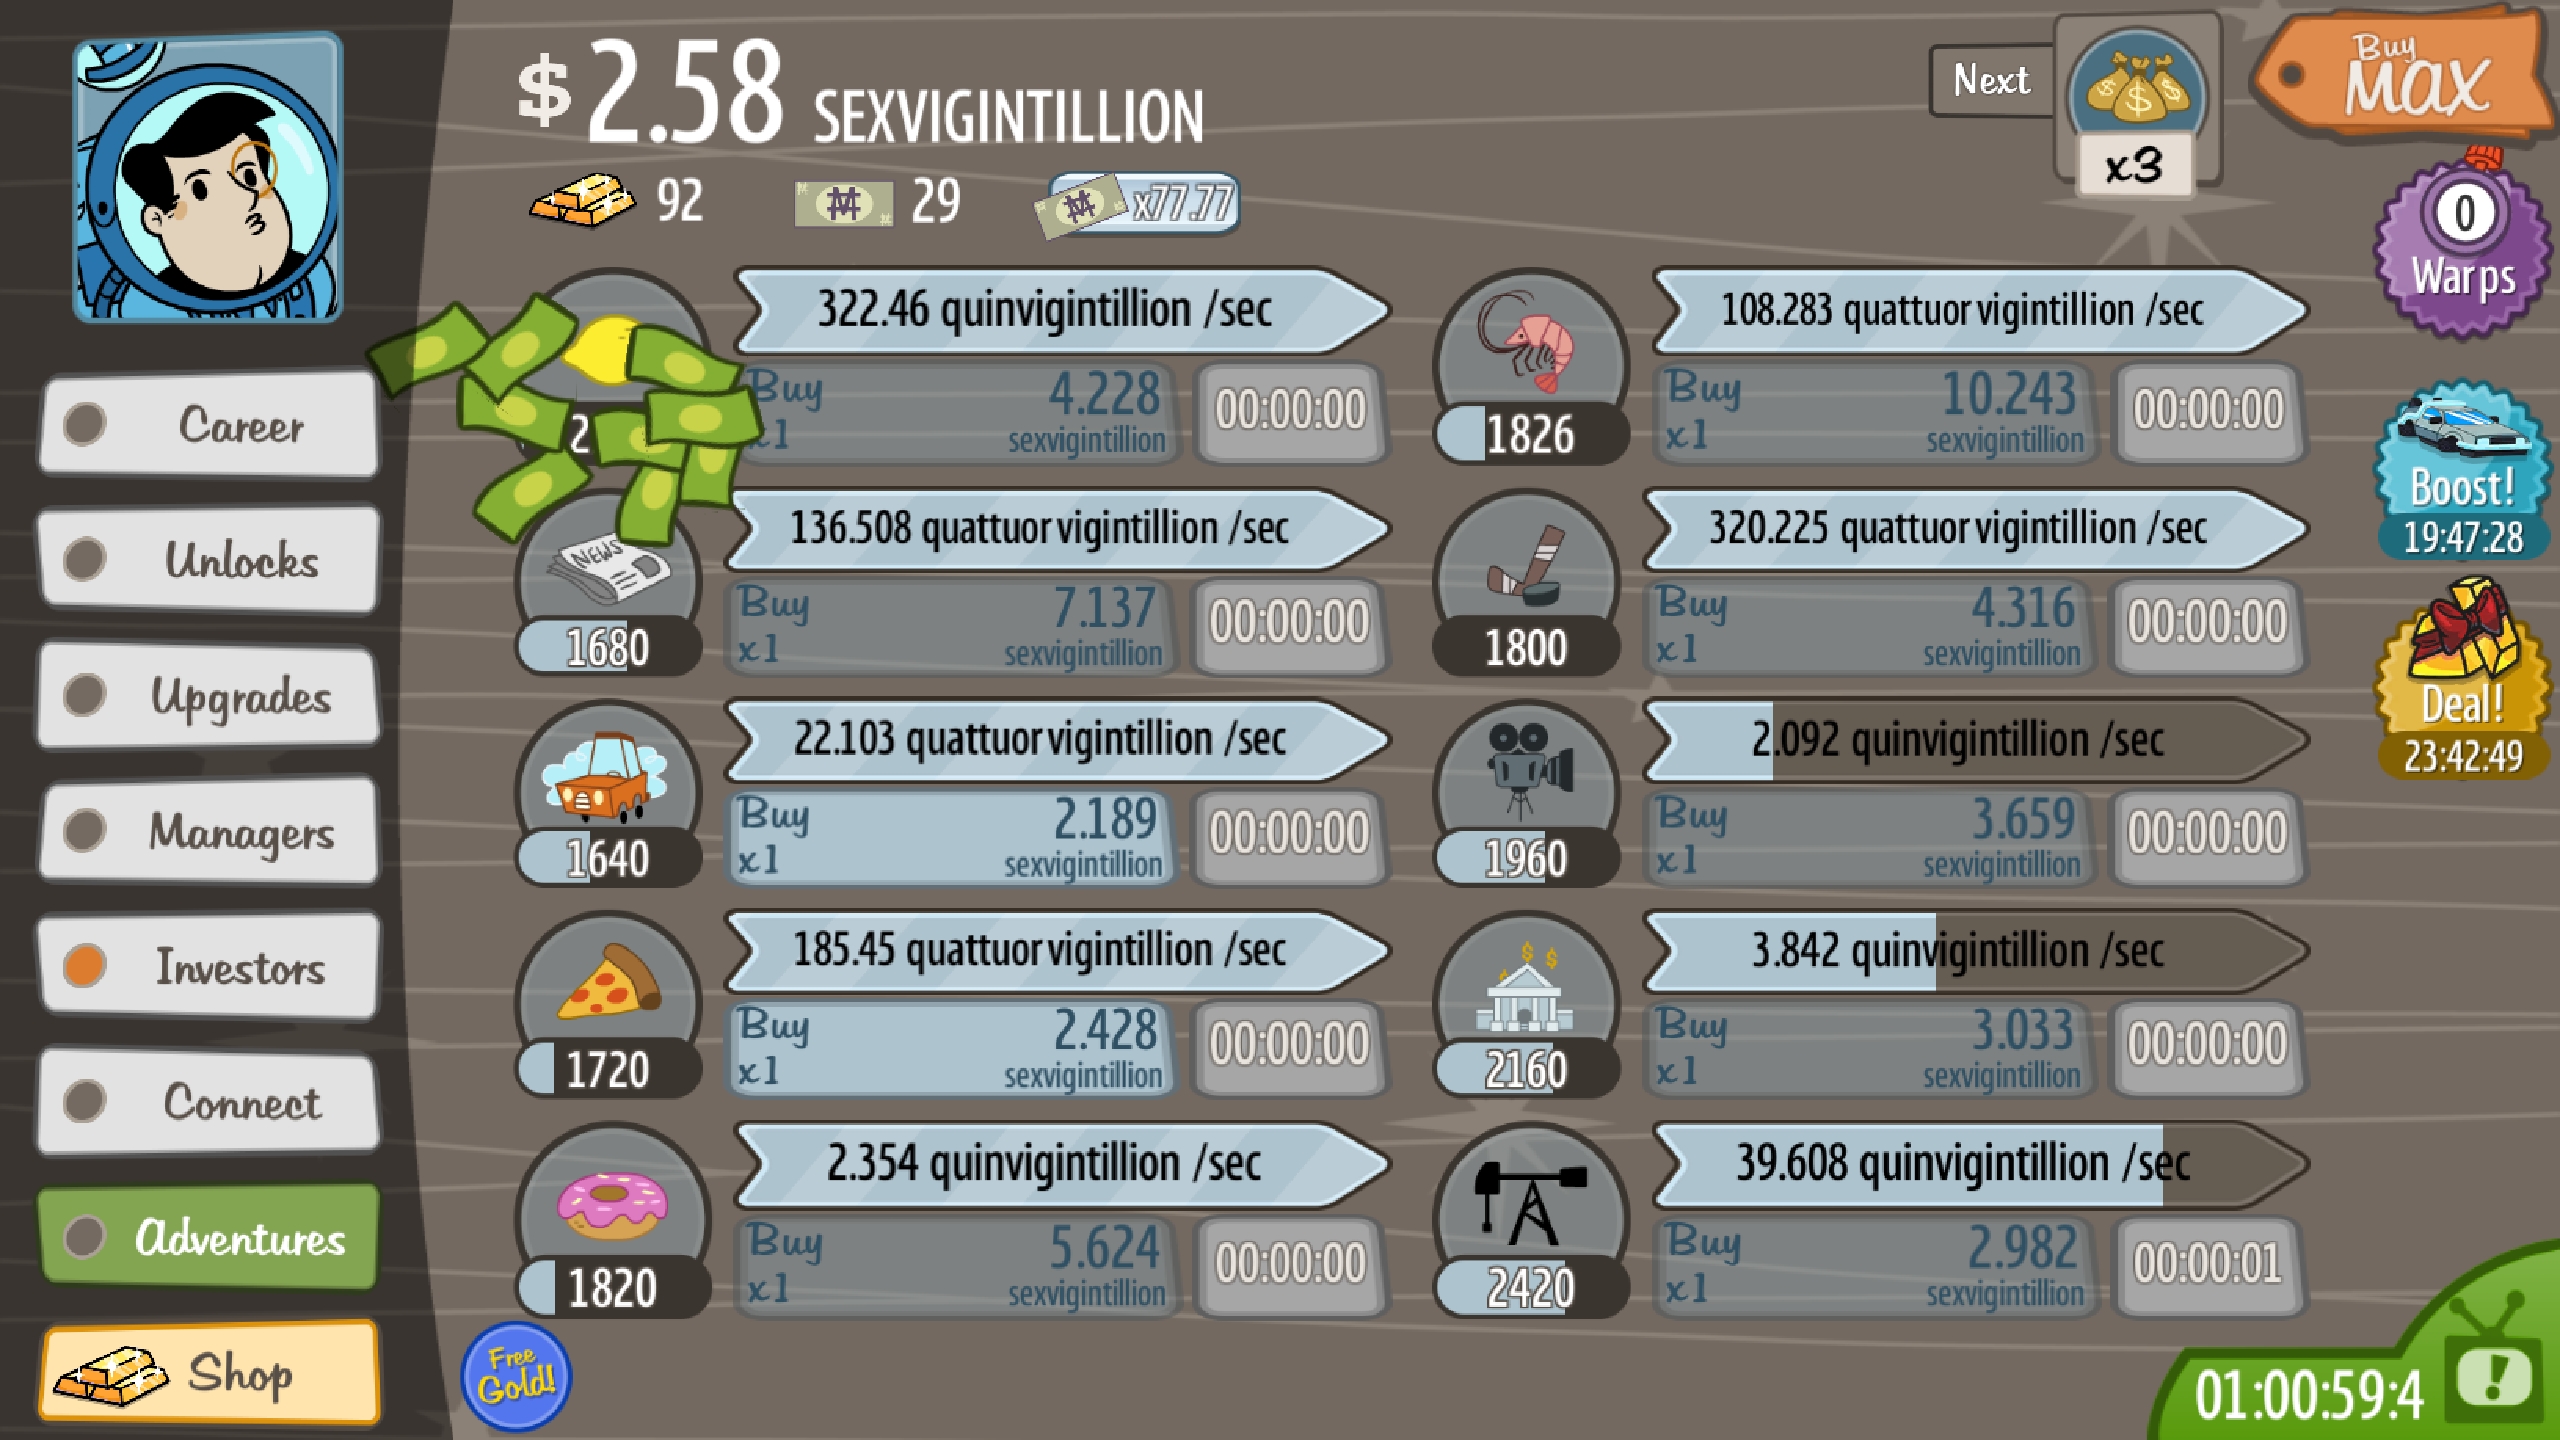 $2.58 SEXVIGINTILLION
92 29 x77.77
Next
x3
Buy
MAX
0
Warps
Boost!
19:47:28
Deal!
23:42:49
Career
Unlocks
Upgrades
Managers
Investors
Connect
Adventures
Shop
322.46 quinvigintillion /sec
Buy 4.228
x1 sexvigintillion
00:00:00
NEWS
1680
136.508 quattuorvigintillion /sec
Buy 7.137
x1 sexvigintillion
00:00:00
1640
22.103 quattuorvigintillion /sec
Buy 2.189
x1 sexvigintillion
00:00:00
1720
185.45 quattuorvigintillion /sec
Buy 2.428
x1 sexvigintillion
00:00:00
1820
2.354 quinvigintillion /sec
Buy 5.624
x1 sexvigintillion
00:00:00
1826
108.283 quattuorvigintillion /sec
Buy 10.243
x1 sexvigintillion
00:00:00
1800
320.225 quattuorvigintillion /sec
Buy 4.316
x1 sexvigintillion
00:00:00
1960
2.092 quinvigintillion /sec
Buy 3.659
x1 sexvigintillion
00:00:00
2160
3.842 quinvigintillion /sec
Buy 3.033
x1 sexvigintillion
00:00:00
2420
39.608 quinvigintillion /sec
Buy 2.982
x1 sexvigintillion
00:00:01
Free
Gold!
01:00:59:4